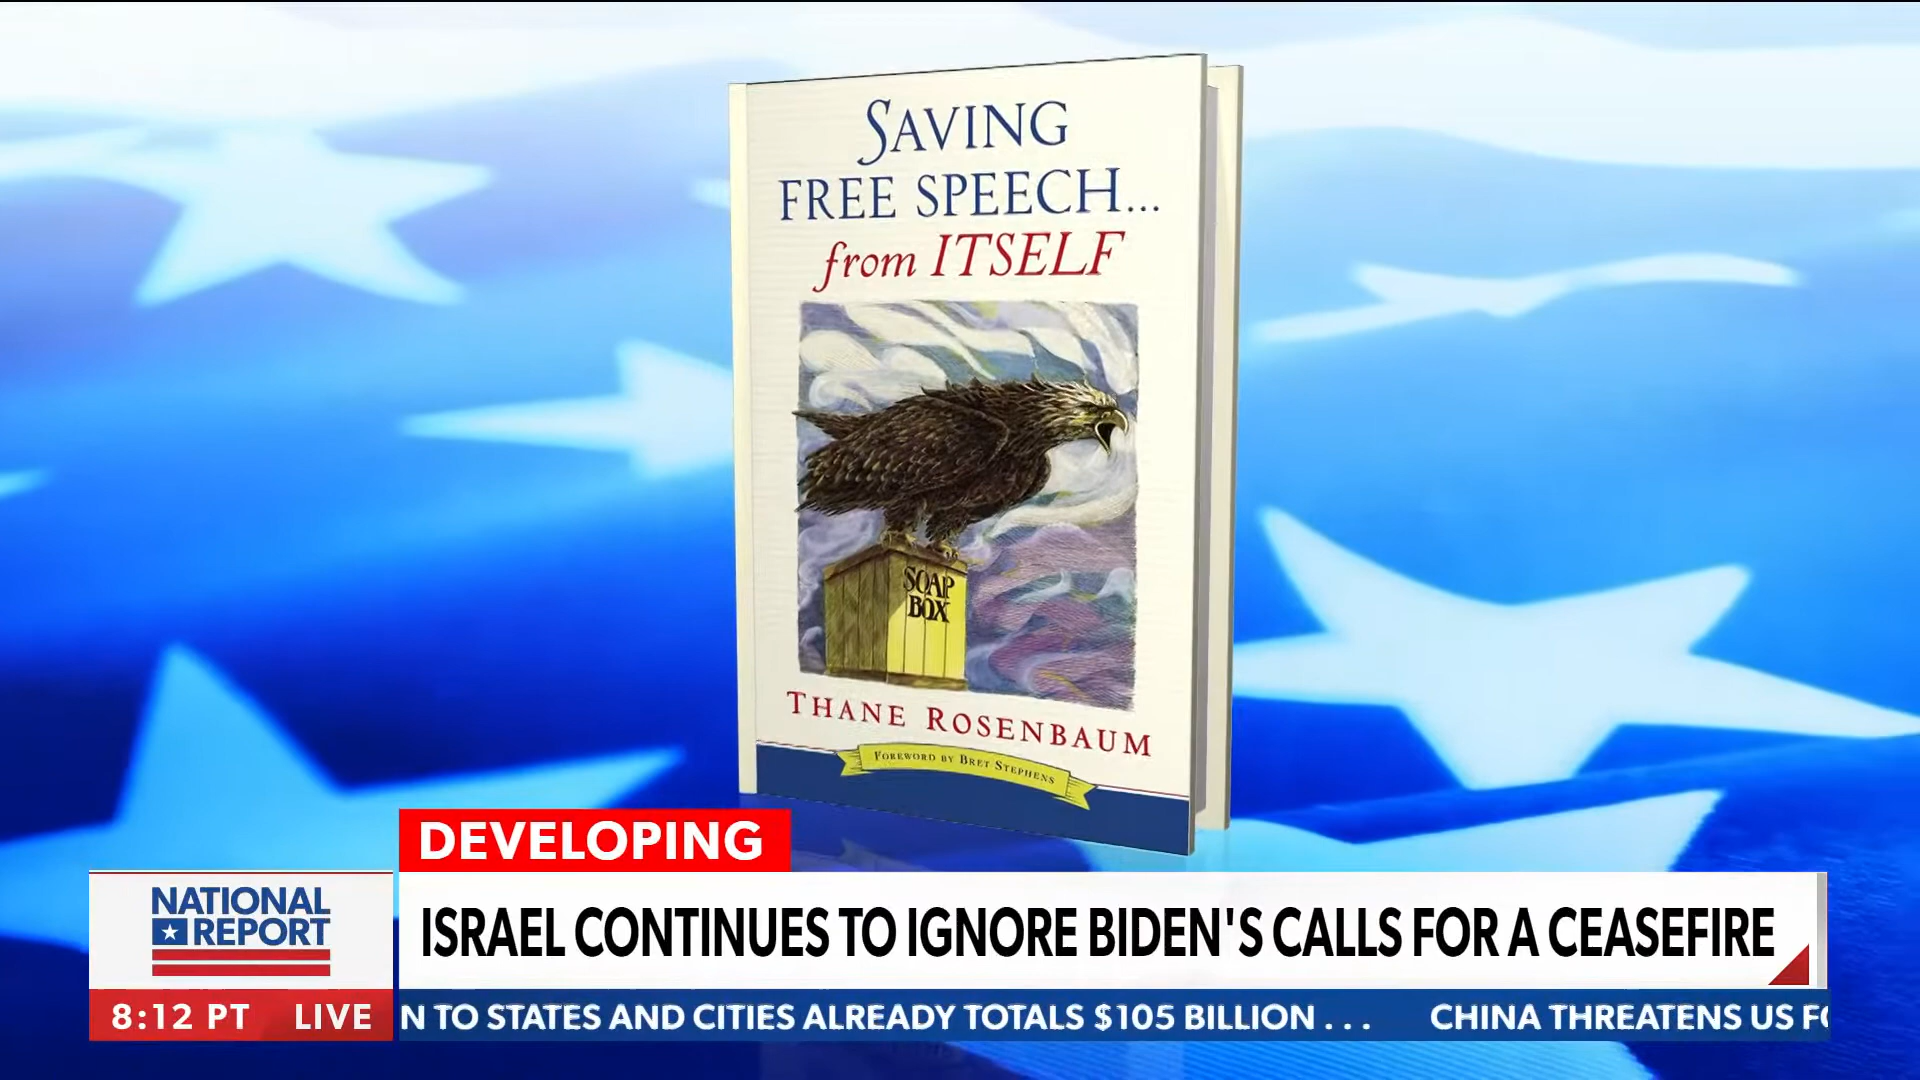 SAVING
FREE SPEECH...
from ITSELF
SOAP
BOX
THANE ROSENBAUM
FOREWORD BY BRET STEPHENS
DEVELOPING
NATIONAL
REPORT
ISRAEL CONTINUES TO IGNORE BIDEN'S CALLS FOR A CEASEFIRE
8:12 PT LIVE
N TO STATES AND CITIES ALREADY TOTALS $105 BILLION . . . CHINA THREATENS US